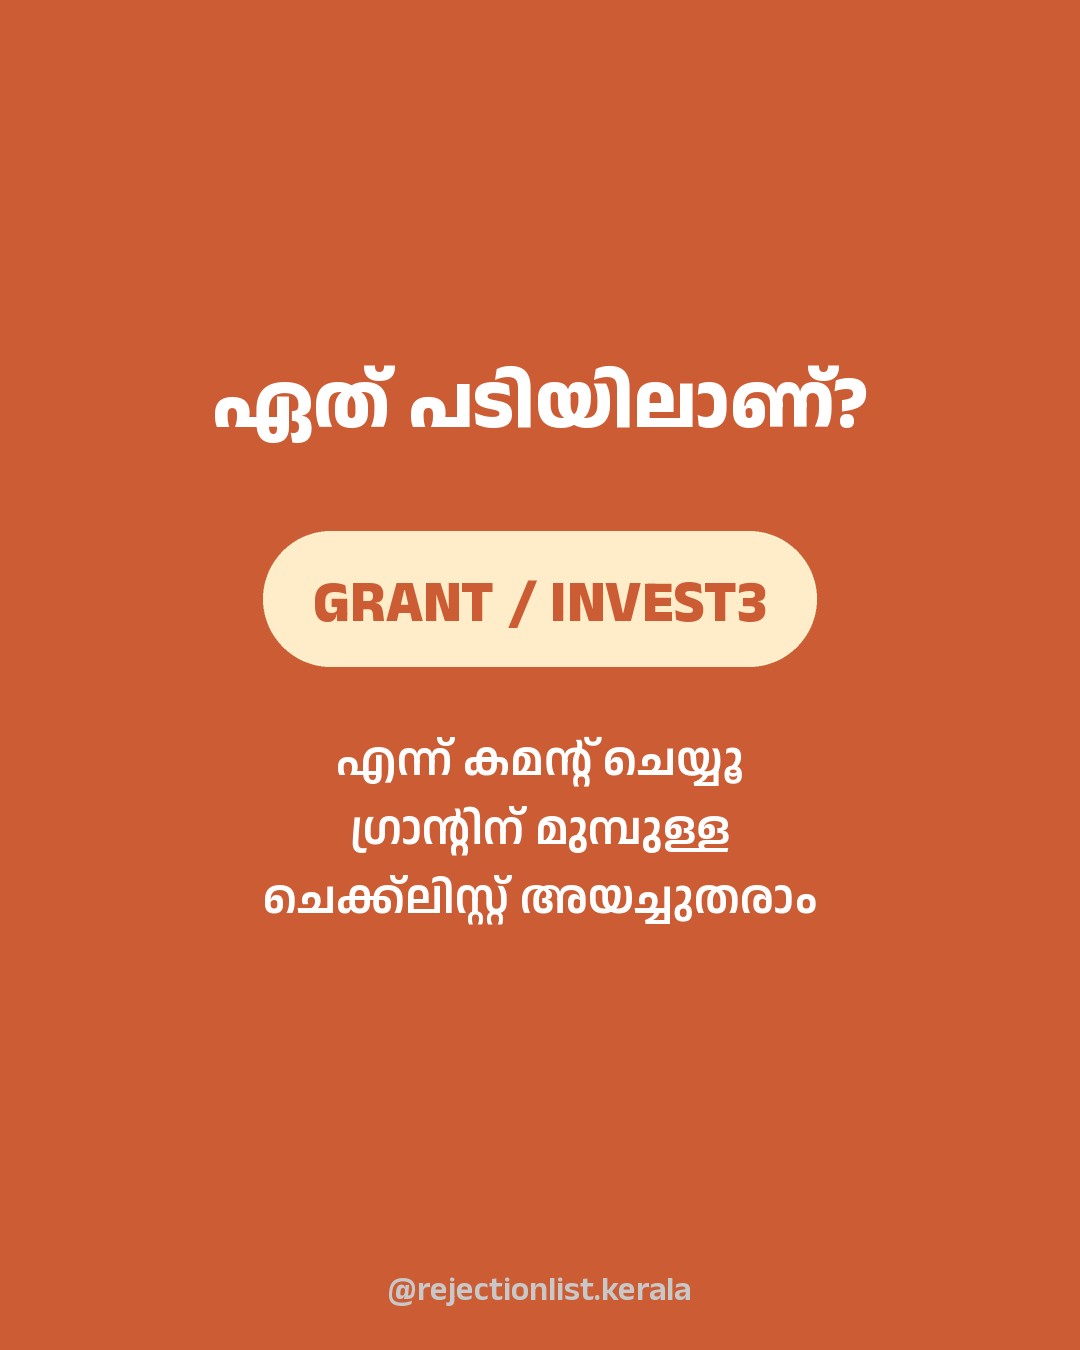 ഏത് പടിയിലാണ്?
GRANT / INVEST3
എന്ന് കമന്റ് ചെയ്യൂ
ഗ്രാന്റിന് മുമ്പുള്ള
ചെക്ക്ലിസ്റ്റ് അയച്ചുതരാം
@rejectionlist.kerala